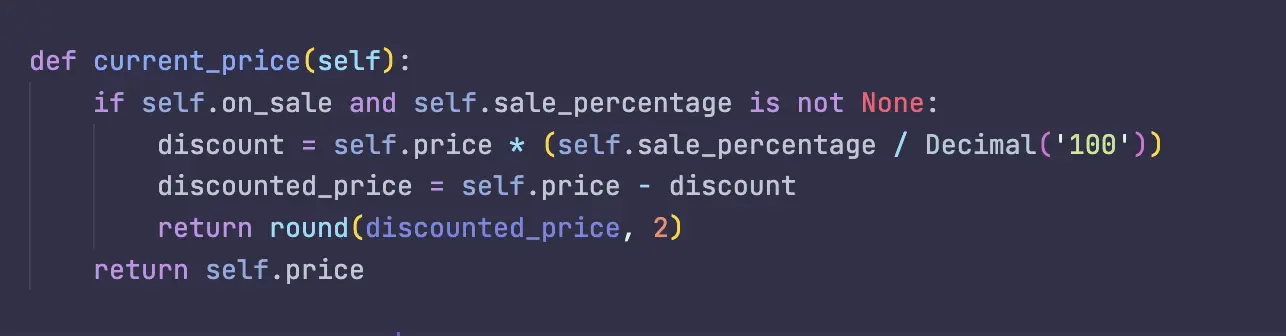 def current_price(self):
    if self.on_sale and self.sale_percentage is not None:
        discount = self.price * (self.sale_percentage / Decimal('100'))
        discounted_price = self.price - discount
        return round(discounted_price, 2)
    return self.price